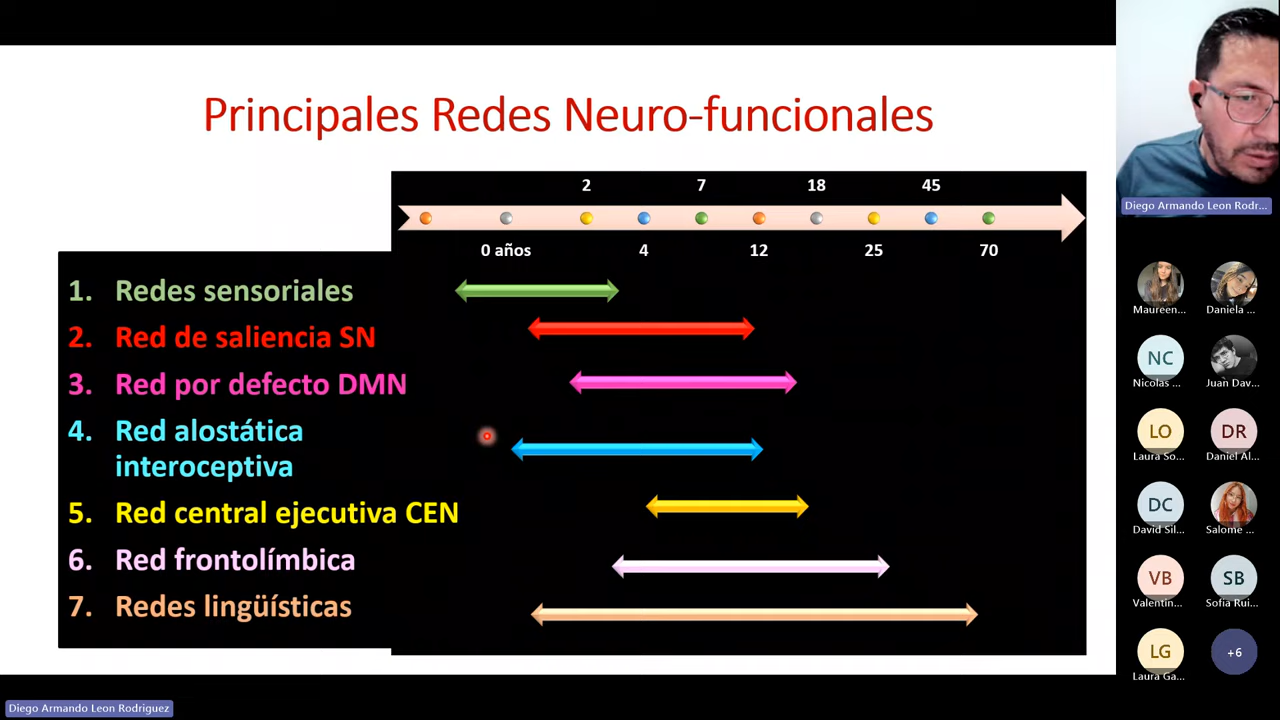 Principales Redes Neuro-funcionales
2 7 18 45
0 años 4 12 25 70
1. Redes sensoriales
2. Red de saliencia SN
3. Red por defecto DMN
4. Red alostática
interoceptiva
5. Red central ejecutiva CEN
6. Red frontolímbica
7. Redes lingüísticas
Diego Armando Leon Rodr...
Maureen... Daniela ...
NC
Nicolas ... Juan Dav...
LO DR
Laura So... Daniel Al...
DC
David Sil... Salome ...
VB SB
Valentin... Sofia Rui...
LG +6
Laura Ga...
Diego Armando Leon Rodriguez